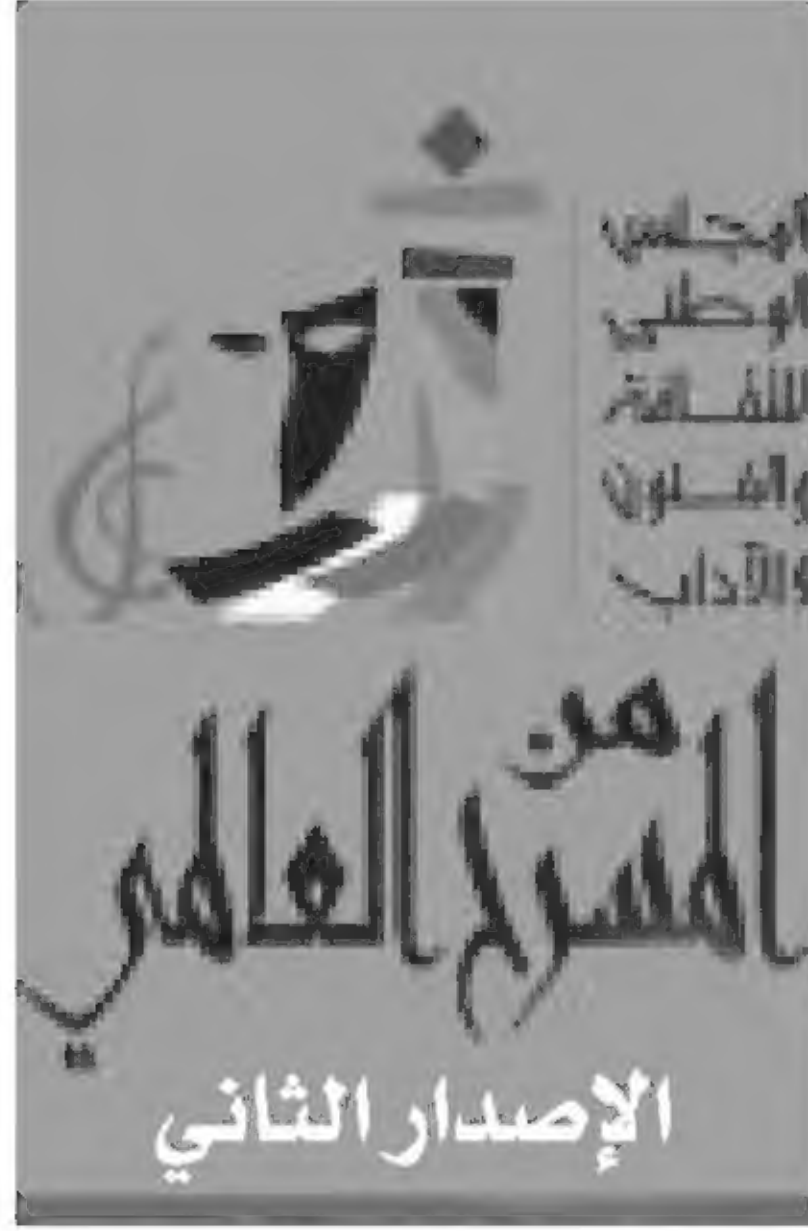 المجلس
الوطني
للثقافة
والفنون
والآداب
من
المسرح العالمي
الإصدار الثاني